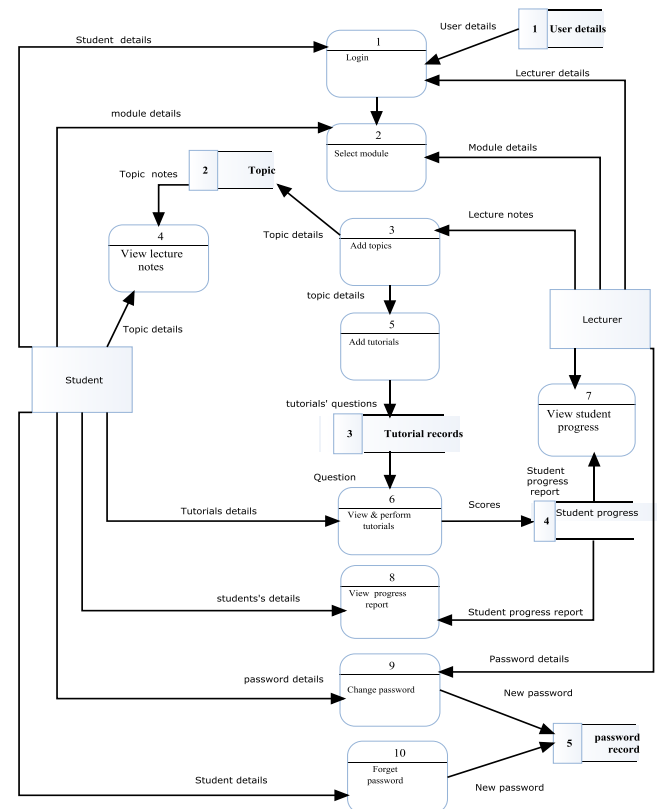 Student details
1
Login
User details
1 User details
Lecturer details
module details
2
Select module
Module details
Topic notes
2 Topic
Topic details
3
Add topics
Lecture notes
4
View lecture
notes
Topic details
topic details
5
Add tutorials
Lecturer
Student
7
View student
progress
tutorials' questions
3 Tutorial records
Question
Student
progress
report
Tutorials details
6
View & perform
tutorials
Scores
4 Student progress
students's details
8
View progress
report
Student progress report
password details
9
Change password
Password details
New password
5 password
record
Student details
10
Forget
password
New password